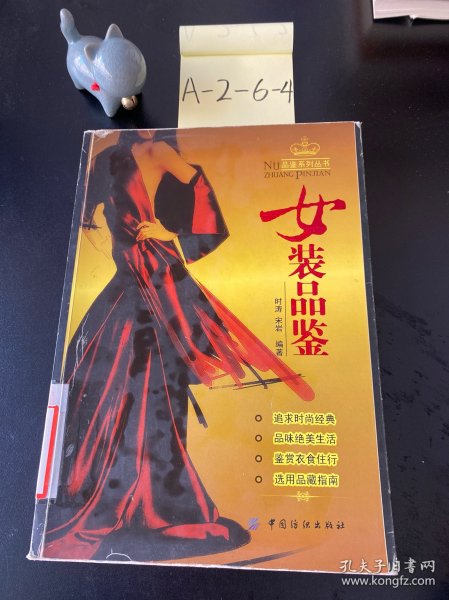 A-2-6-4
品鉴系列丛书
NÜ
ZHUANG PINJIAN
女装品鉴
时涛 宋岩 编著
追求时尚经典
品味绝美生活
鉴赏衣食住行
选用品藏指南
中国纺织出版社
孔夫子旧书网
www.kongfz.com